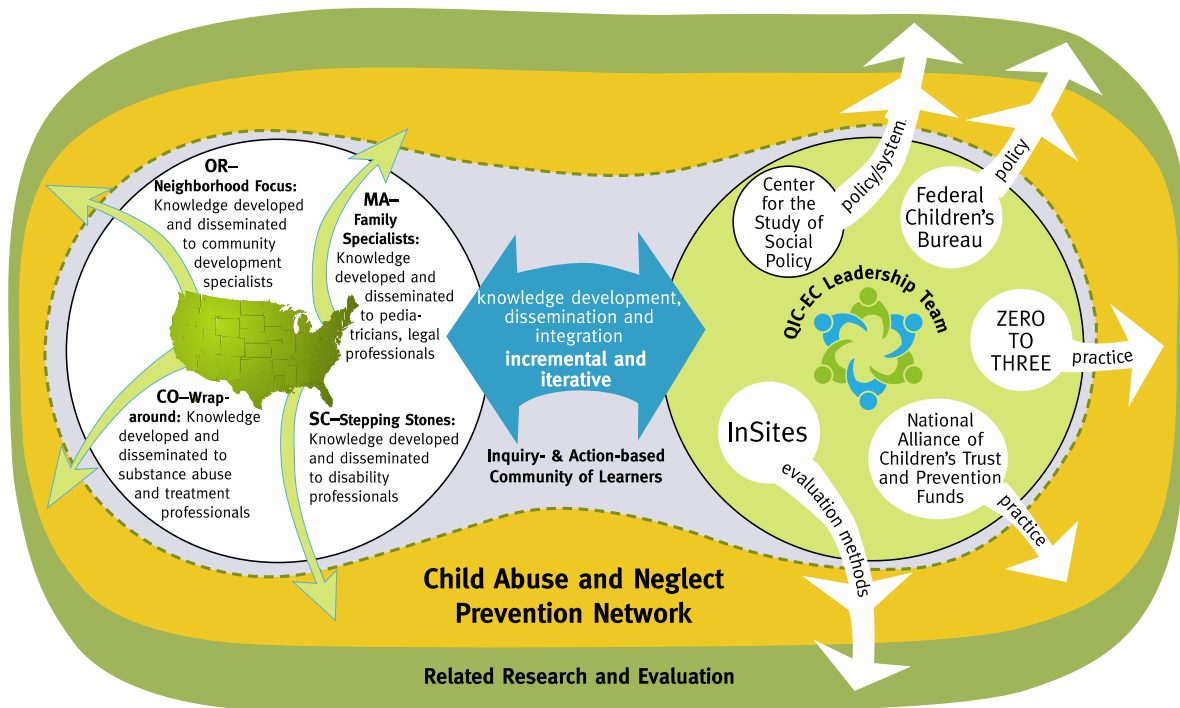 OR–
Neighborhood Focus:
Knowledge developed
and disseminated
to community
development
specialists
MA–
Family
Specialists:
Knowledge
developed and
disseminated
to pedia-
tricians, legal
professionals
CO–Wrap-
around: Knowledge
developed and
disseminated to
substance abuse
and treatment
professionals
SC–Stepping Stones:
Knowledge developed
and disseminated
to disability
professionals
knowledge development,
dissemination and
integration
incremental and
iterative
Inquiry- & Action-based
Community of Learners
Center
for the
Study of
Social
Policy
policy/system
Federal
Children’s
Bureau
policy
QIC-EC Leadership Team
ZERO
TO
THREE
practice
InSites
evaluation methods
National
Alliance of
Children’s Trust
and Prevention
Funds
practice
Child Abuse and Neglect
Prevention Network
Related Research and Evaluation